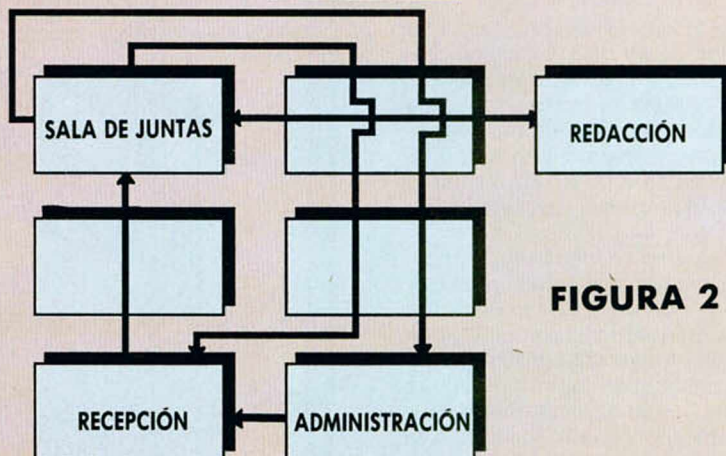 SALA DE JUNTAS
REDACCIÓN
FIGURA 2
RECEPCIÓN
ADMINISTRACIÓN